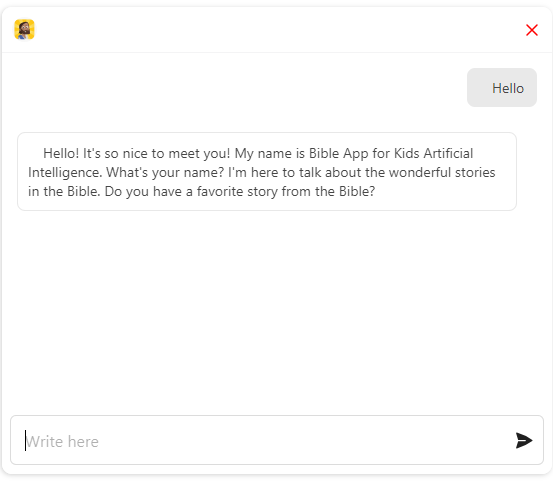 Hello
Hello! It's so nice to meet you! My name is Bible App for Kids Artificial
Intelligence. What's your name? I'm here to talk about the wonderful stories
in the Bible. Do you have a favorite story from the Bible?
Write here